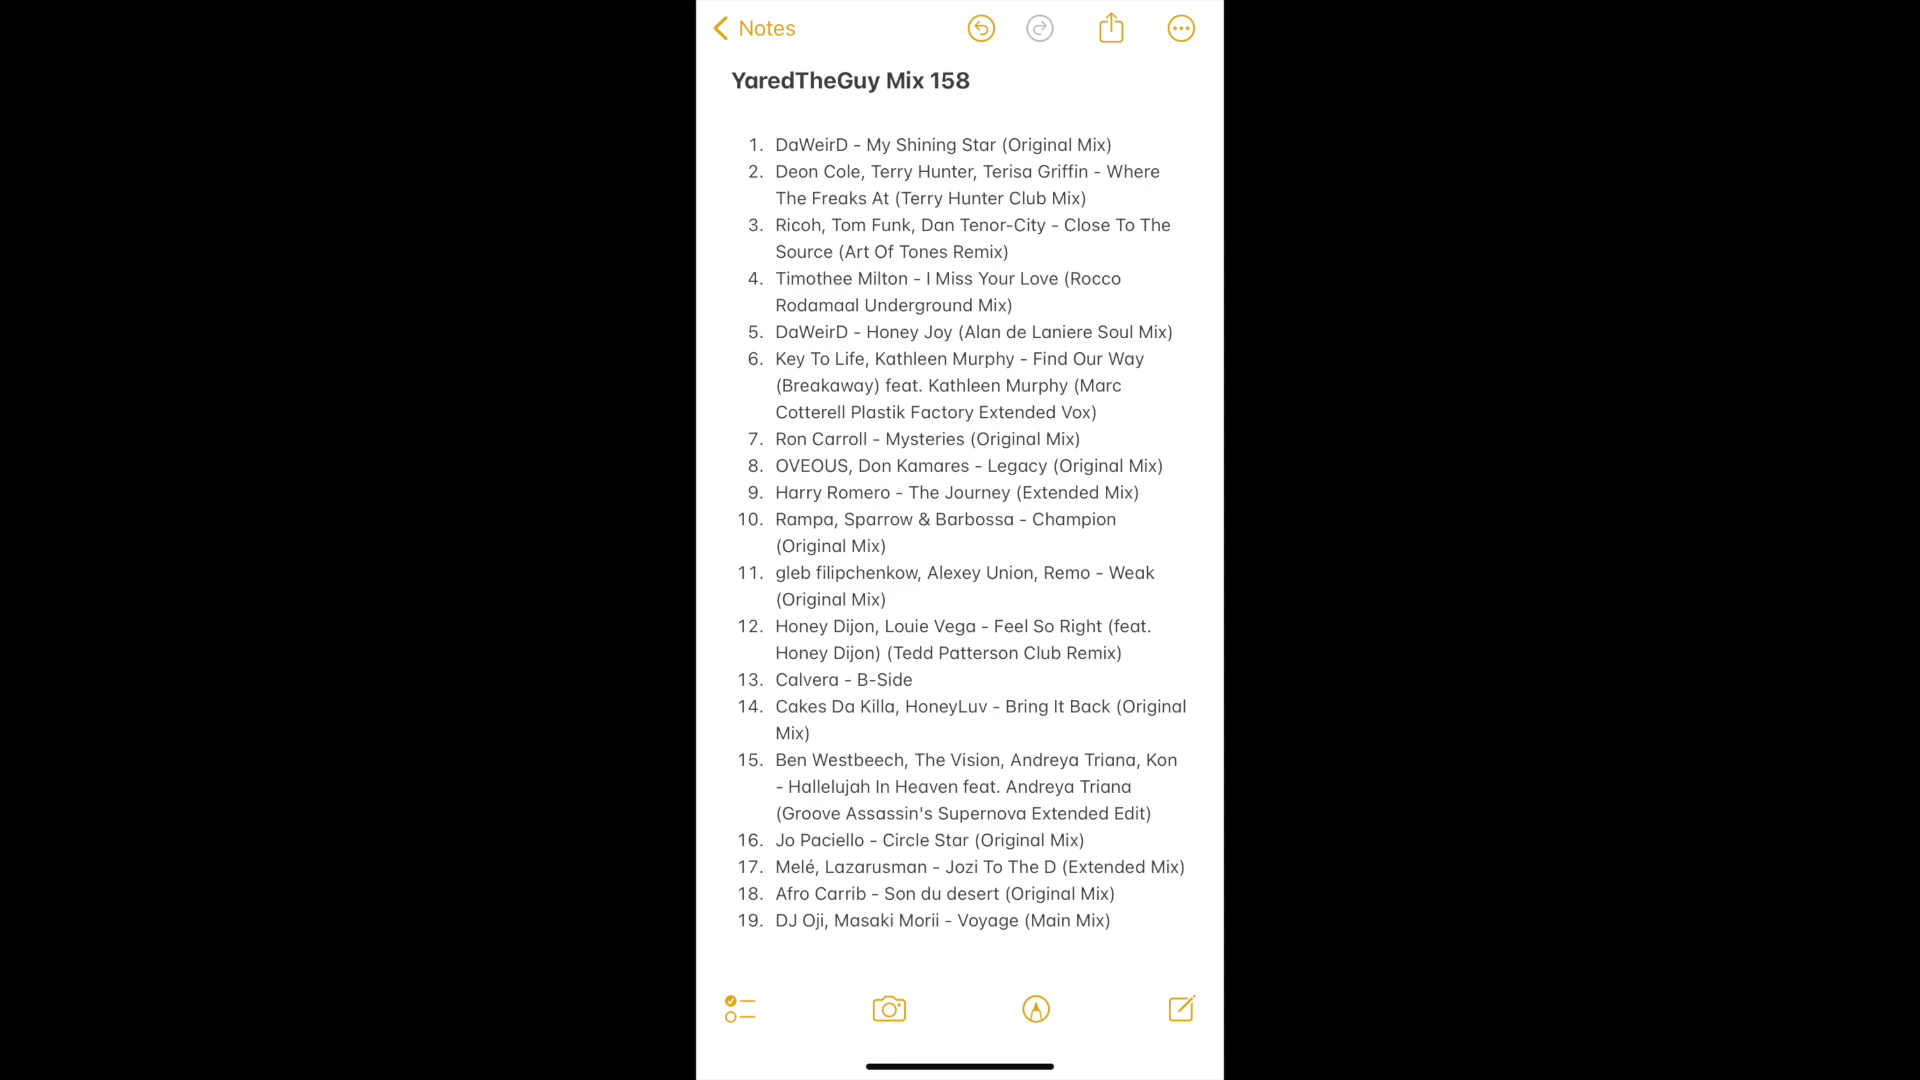 Notes
YaredTheGuy Mix 158
1. DaWeirD - My Shining Star (Original Mix)
2. Deon Cole, Terry Hunter, Terisa Griffin - Where
The Freaks At (Terry Hunter Club Mix)
3. Ricoh, Tom Funk, Dan Tenor-City - Close To The
Source (Art Of Tones Remix)
4. Timothee Milton - I Miss Your Love (Rocco
Rodamaal Underground Mix)
5. DaWeirD - Honey Joy (Alan de Laniere Soul Mix)
6. Key To Life, Kathleen Murphy - Find Our Way
(Breakaway) feat. Kathleen Murphy (Marc
Cotterell Plastik Factory Extended Vox)
7. Ron Carroll - Mysteries (Original Mix)
8. OVEOUS, Don Kamares - Legacy (Original Mix)
9. Harry Romero - The Journey (Extended Mix)
10. Rampa, Sparrow & Barbossa - Champion
(Original Mix)
11. gleb filipchenkow, Alexey Union, Remo - Weak
(Original Mix)
12. Honey Dijon, Louie Vega - Feel So Right (feat.
Honey Dijon) (Tedd Patterson Club Remix)
13. Calvera - B-Side
14. Cakes Da Killa, HoneyLuv - Bring It Back (Original
Mix)
15. Ben Westbeech, The Vision, Andreya Triana, Kon
- Hallelujah In Heaven feat. Andreya Triana
(Groove Assassin's Supernova Extended Edit)
16. Jo Paciello - Circle Star (Original Mix)
17. Melé, Lazarusman - Jozi To The D (Extended Mix)
18. Afro Carrib - Son du desert (Original Mix)
19. DJ Oji, Masaki Morii - Voyage (Main Mix)